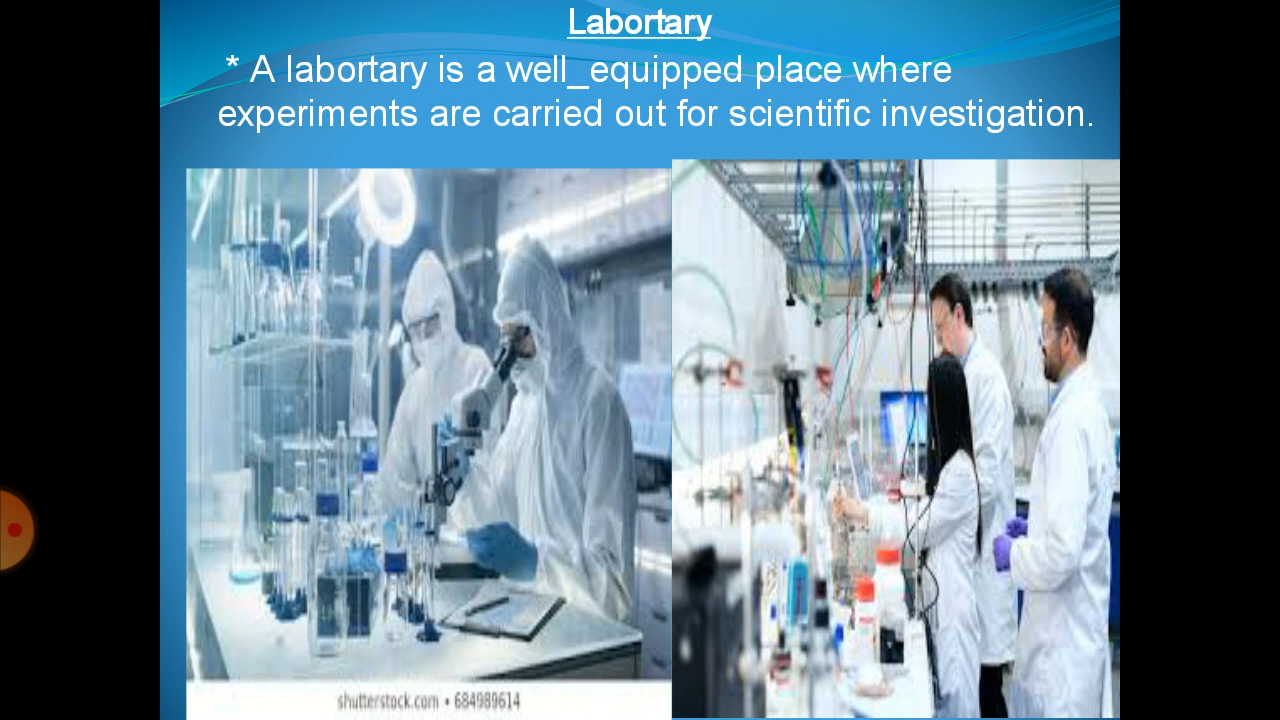 Labortary
* A labortary is a well_equipped place where
experiments are carried out for scientific investigation.
shutterstock.com • 684989614